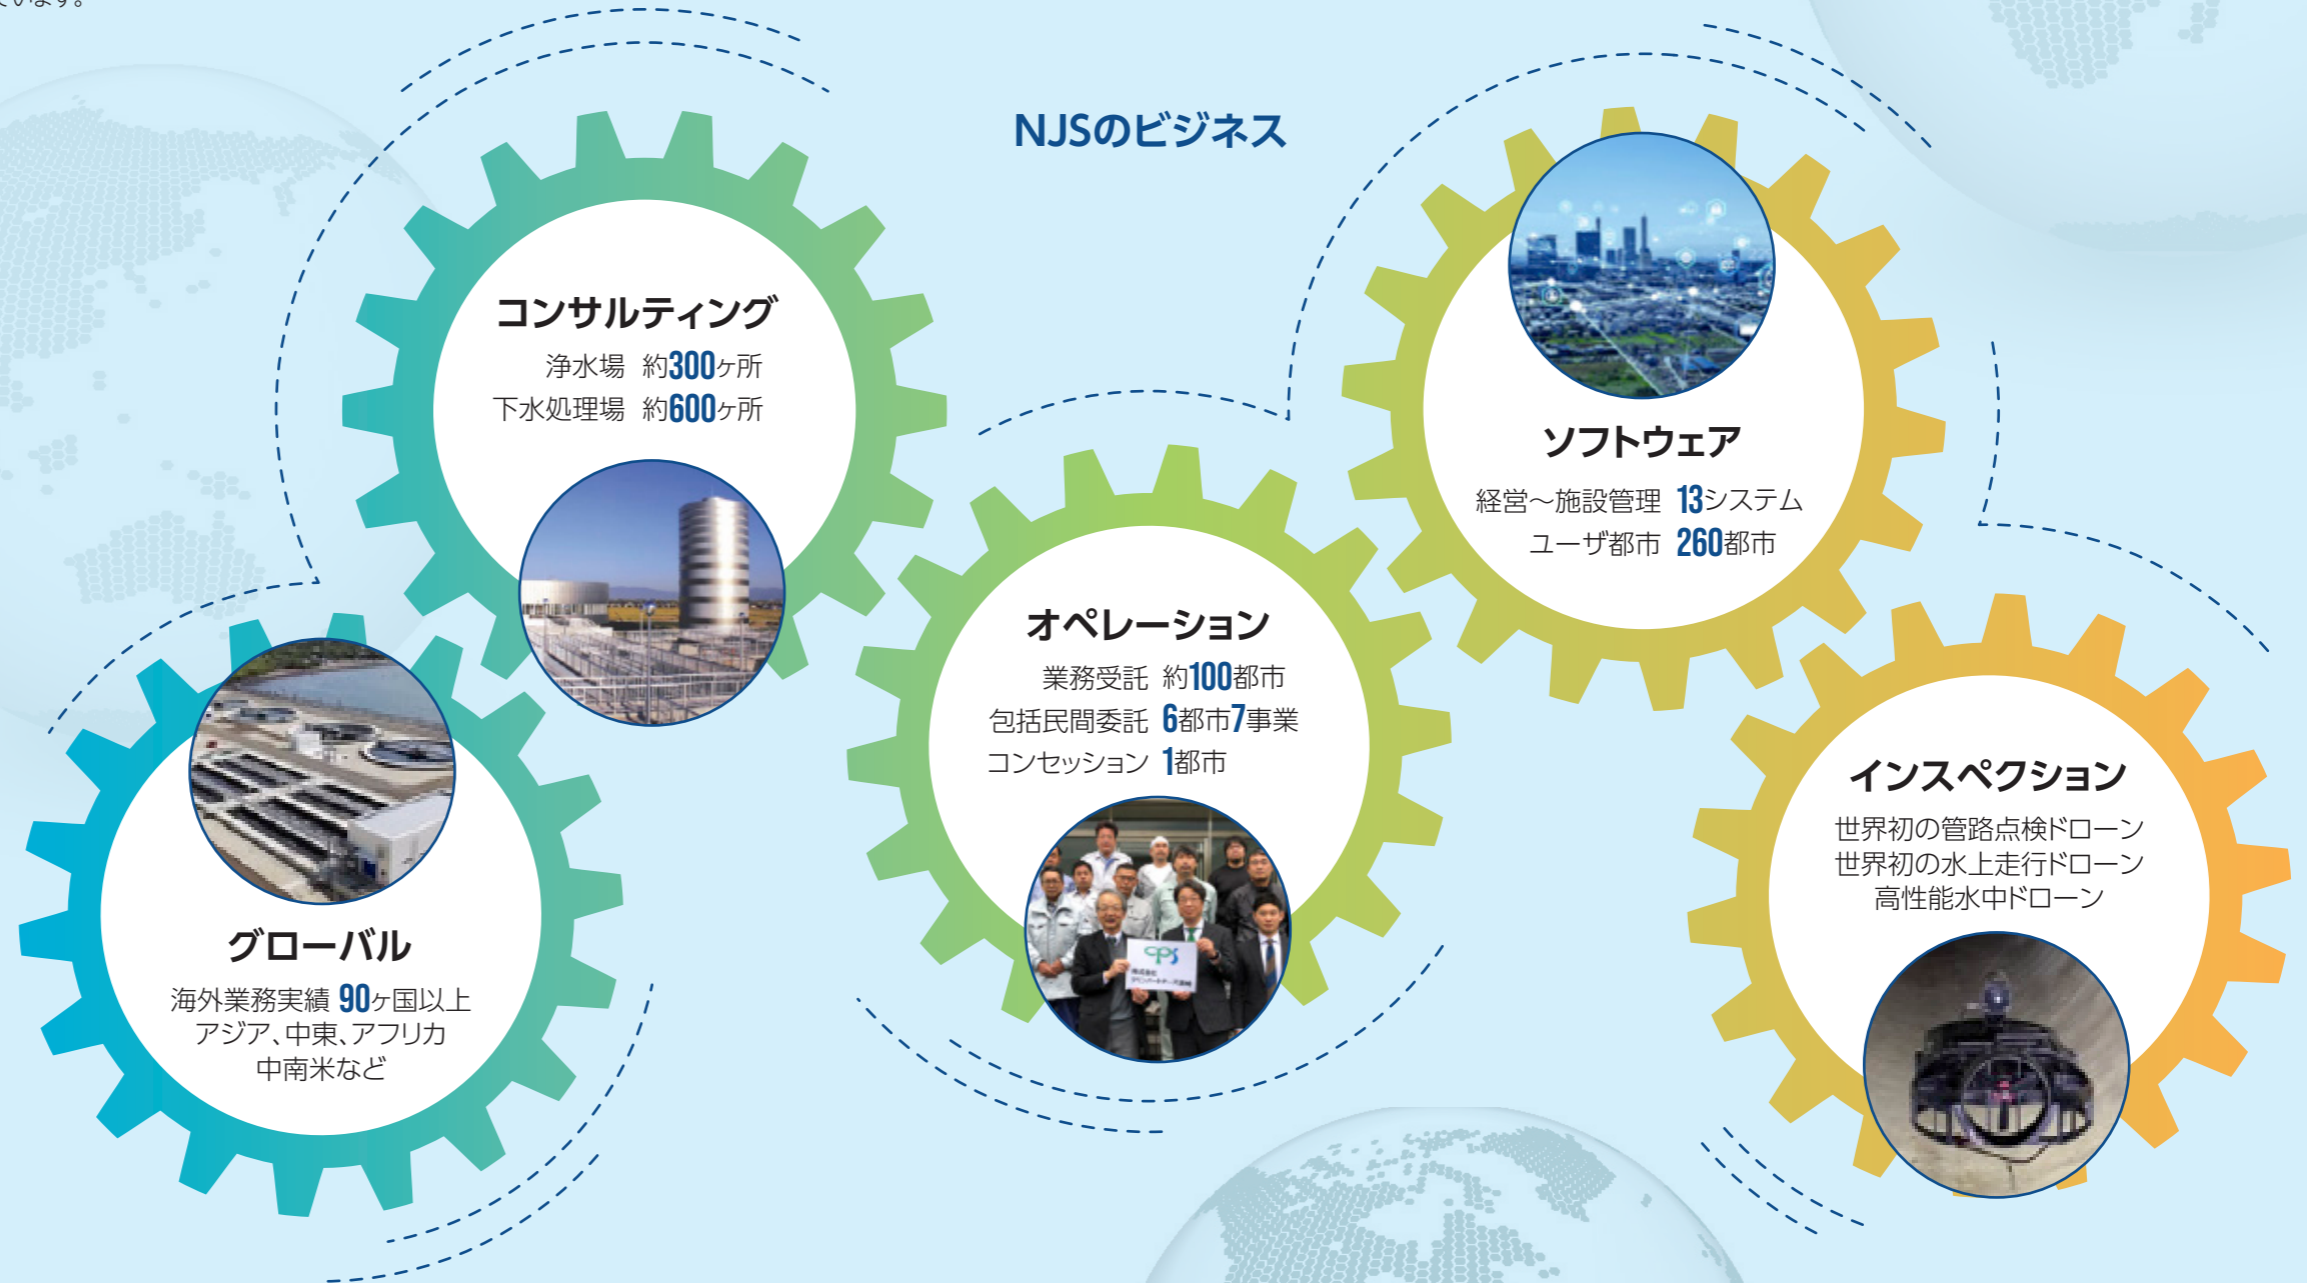 ています。
NJSのビジネス
コンサルティング
浄水場 約300ヶ所
下水処理場 約600ヶ所
ソフトウェア
経営〜施設管理 13システム
ユーザ都市 260都市
オペレーション
業務受託 約100都市
包括民間委託 6都市7事業
コンセッション 1都市
cps
株式会社
グローバル
海外業務実績 90ヶ国以上
アジア、中東、アフリカ
中南米など
インスペクション
世界初の管路点検ドローン
世界初の水上走行ドローン
高性能水中ドローン